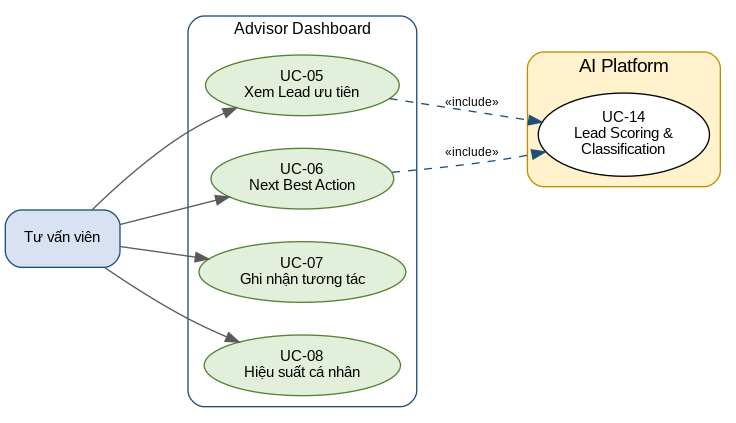 Advisor Dashboard
UC-05
Xem Lead ưu tiên
«include»
AI Platform
UC-14
Lead Scoring &
Classification
UC-06
Next Best Action
«include»
Tư vấn viên
UC-07
Ghi nhận tương tác
UC-08
Hiệu suất cá nhân